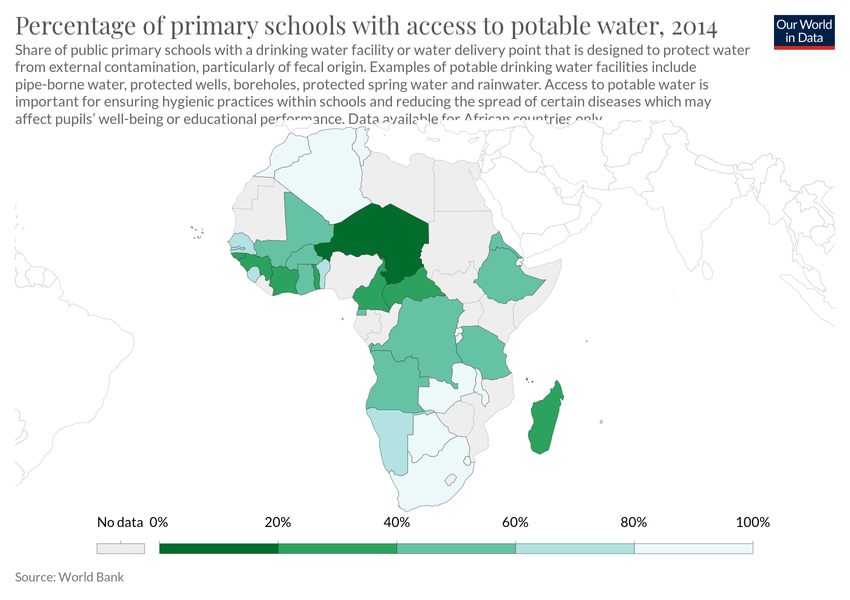 Percentage of primary schools with access to potable water, 2014
Our World
in Data
Share of public primary schools with a drinking water facility or water delivery point that is designed to protect water
from external contamination, particularly of fecal origin. Examples of potable drinking water facilities include
pipe-borne water, protected wells, boreholes, protected spring water and rainwater. Access to potable water is
important for ensuring hygienic practices within schools and reducing the spread of certain diseases which may
affect pupils' well-being or educational performance. Data available for African countries only.
No data 0% 20% 40% 60% 80% 100%
Source: World Bank